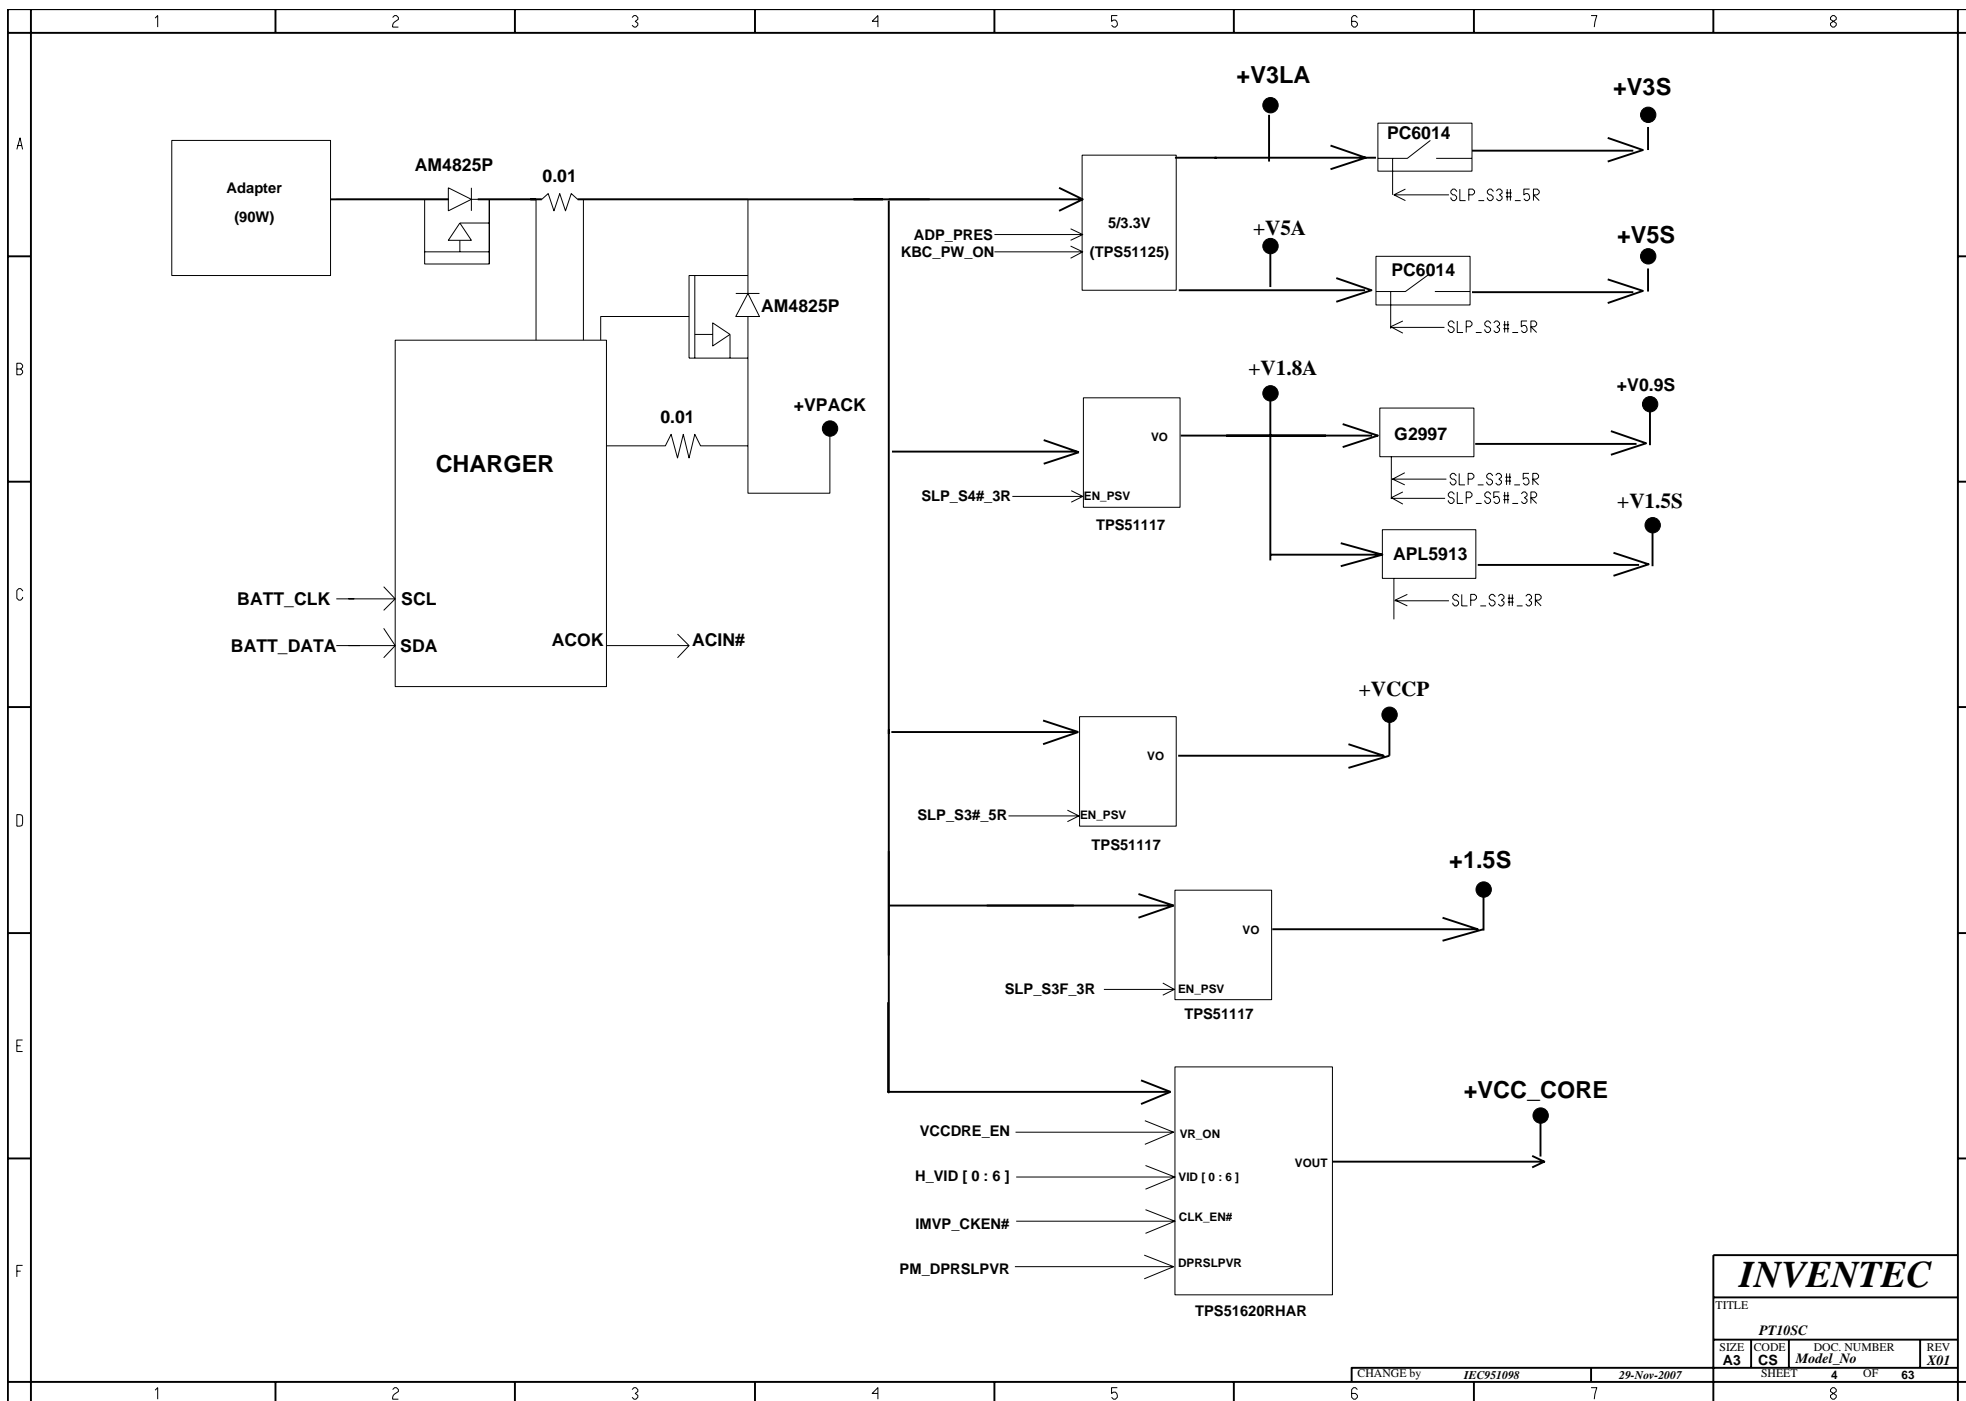 1 2 3 4 5 6 7 8
A
B
C
D
E
F
Adapter
(90W)
AM4825P
0.01
AM4825P
+VPACK
0.01
CHARGER
BATT_CLK
SCL
BATT_DATA
SDA
ACOK
ACIN#
ADP_PRES
KBC_PW_ON
5/3.3V
(TPS51125)
+V3LA
PC6014
SLP_S3#_5R
+V3S
+V5A
PC6014
SLP_S3#_5R
+V5S
+V1.8A
VO
SLP_S4#_3R
EN_PSV
TPS51117
G2997
SLP_S3#_5R
SLP_S5#_3R
+V0.9S
APL5913
SLP_S3#_3R
+V1.5S
+VCCP
VO
SLP_S3#_5R
EN_PSV
TPS51117
+1.5S
VO
SLP_S3F_3R
EN_PSV
TPS51117
+VCC_CORE
VCCDRE_EN
VR_ON
VOUT
H_VID [ 0 : 6 ]
VID [ 0 : 6 ]
IMVP_CKEN#
CLK_EN#
PM_DPRSLPVR
DPRSLPVR
TPS51620RHAR
INVENTEC
TITLE
PT10SC
SIZE CODE DOC. NUMBER REV
A3 CS Model_No X01
CHANGE by IEC951098 29-Nov-2007 SHEET 4 OF 63
1 2 3 4 5 6 7 8